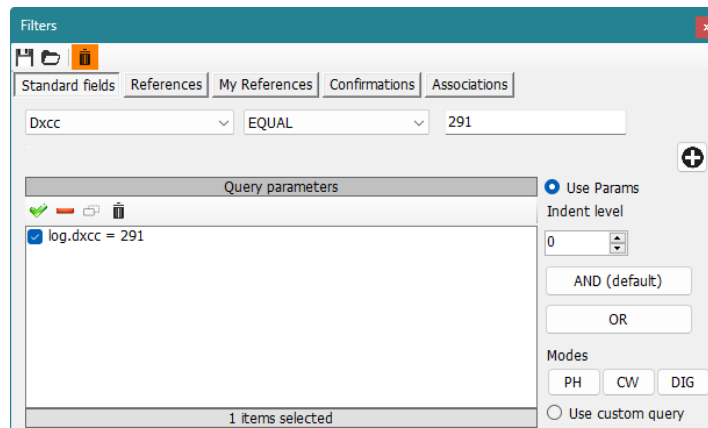 Filters
Standard fields References My References Confirmations Associations
Dxcc EQUAL 291
Query parameters
Use Params
Indent level
log.dxcc = 291
0
AND (default)
OR
Modes
PH CW DIG
1 items selected
Use custom query